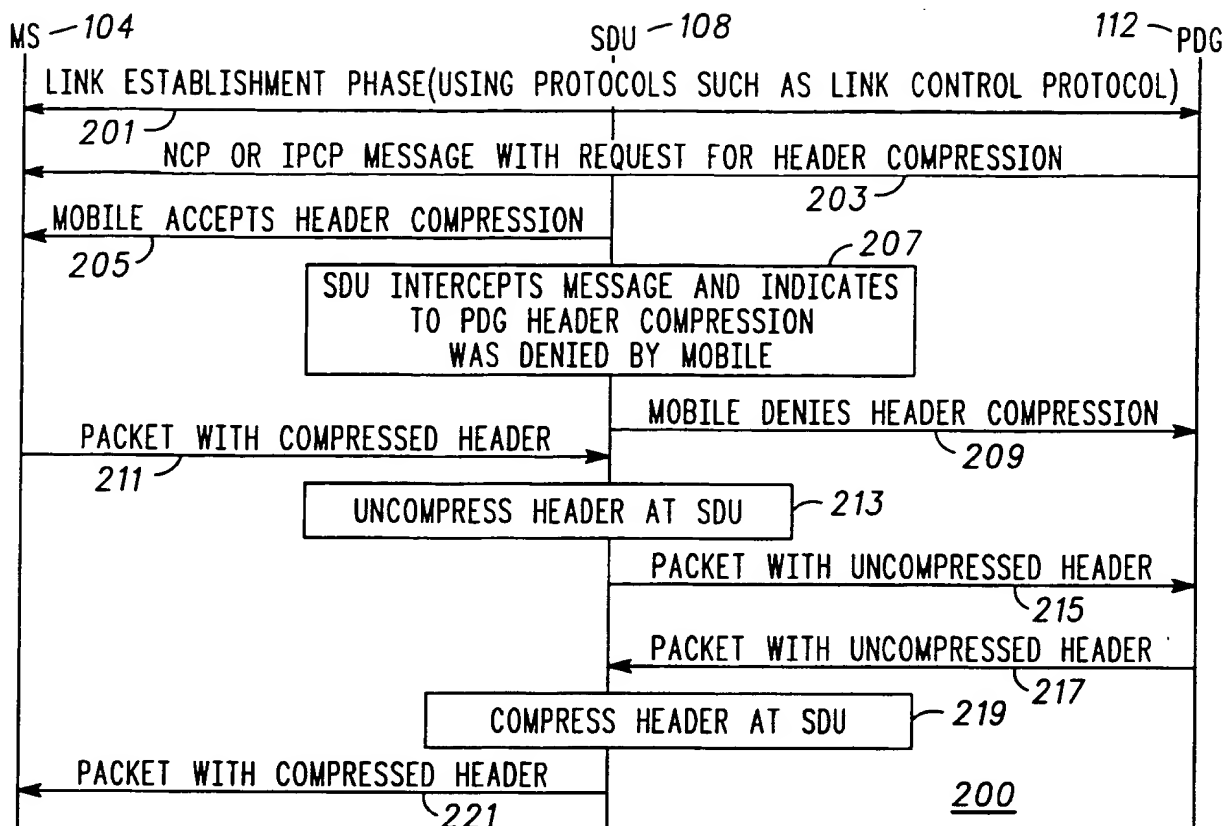 MS 104 SDU 108 112 PDG
LINK ESTABLISHMENT PHASE(USING PROTOCOLS SUCH AS LINK CONTROL PROTOCOL)
201
NCP OR IPCP MESSAGE WITH REQUEST FOR HEADER COMPRESSION
203
MOBILE ACCEPTS HEADER COMPRESSION
205
207
SDU INTERCEPTS MESSAGE AND INDICATES
TO PDG HEADER COMPRESSION
WAS DENIED BY MOBILE
MOBILE DENIES HEADER COMPRESSION
209
PACKET WITH COMPRESSED HEADER
211
UNCOMPRESS HEADER AT SDU 213
PACKET WITH UNCOMPRESSED HEADER
215
PACKET WITH UNCOMPRESSED HEADER
217
COMPRESS HEADER AT SDU 219
PACKET WITH COMPRESSED HEADER
221
200